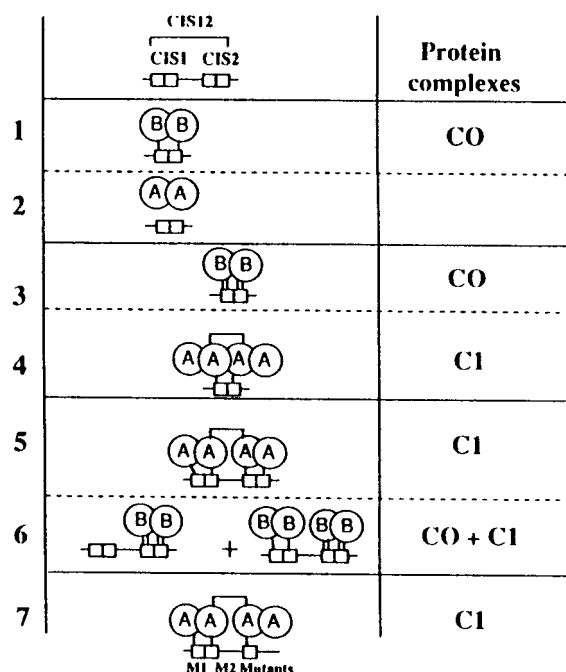 CIS12
CIS1 CIS2
Protein
complexes
1 B B CO
2 A A
3 B B CO
4 A A A A C1
5 A A A A C1
6 B B + B B B B CO + C1
7 A A A A C1
M1 M2 Mutants